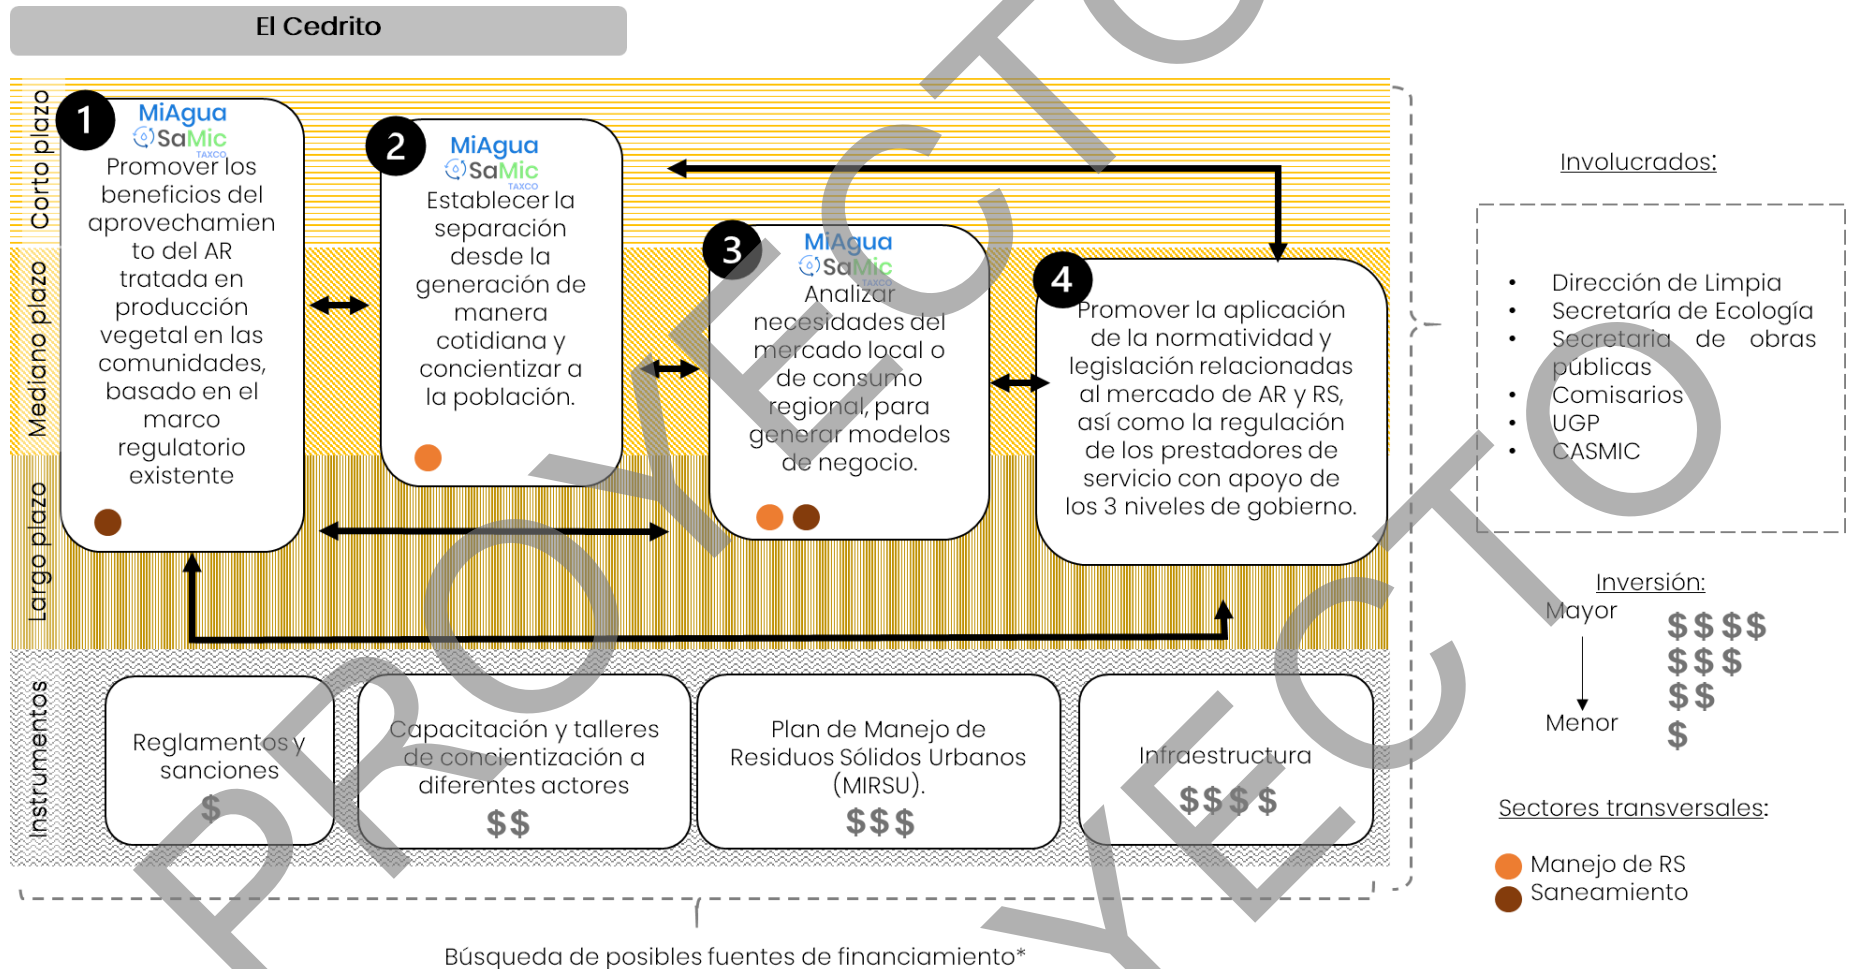 El Cedrito
Corto plazo
Mediano plazo
Largo plazo
Instrumentos
1
MiAgua
SaMic
TAXCO
Promover los
beneficios del
aprovechamien
to del AR
tratada en
producción
vegetal en las
comunidades,
basado en el
marco
regulatorio
existente
2
MiAgua
SaMic
TAXCO
Establecer la
separación
desde la
generación de
manera
cotidiana y
concientizar a
la población.
3
MiAgua
SaMic
TAXCO
Analizar
necesidades del
mercado local o
de consumo
regional, para
generar modelos
de negocio.
4
Promover la aplicación
de la normatividad y
legislación relacionadas
al mercado de AR y RS,
así como la regulación
de los prestadores de
servicio con apoyo de
los 3 niveles de gobierno.
Reglamentos y
sanciones
$
Capacitación y talleres
de concientización a
diferentes actores
$$
Plan de Manejo de
Residuos Sólidos Urbanos
(MIRSU).
$$$
Infraestructura
$$$$
Búsqueda de posibles fuentes de financiamiento*
Involucrados:
• Dirección de Limpia
• Secretaría de Ecología
• Secretaria de obras
públicas
• Comisarios
• UGP
• CASMIC
Inversión:
Mayor
$$$$
$$$
$$
Menor
$
Sectores transversales:
Manejo de RS
Saneamiento
PROYECTO
PROYECTO